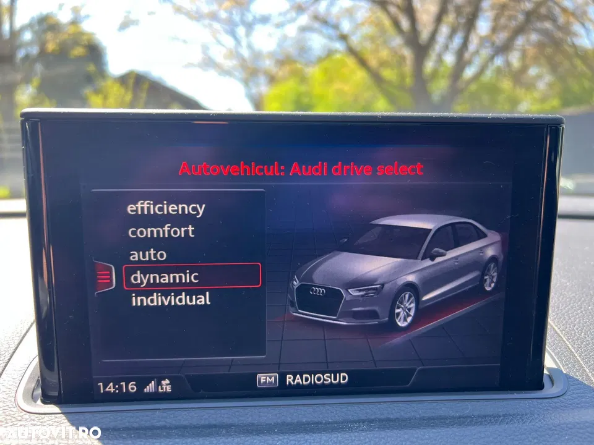 Autovehicul: Audi drive select
efficiency
comfort
auto
dynamic
individual
14:16 LTE FM RADIOSUD
AUTOVIT.RO